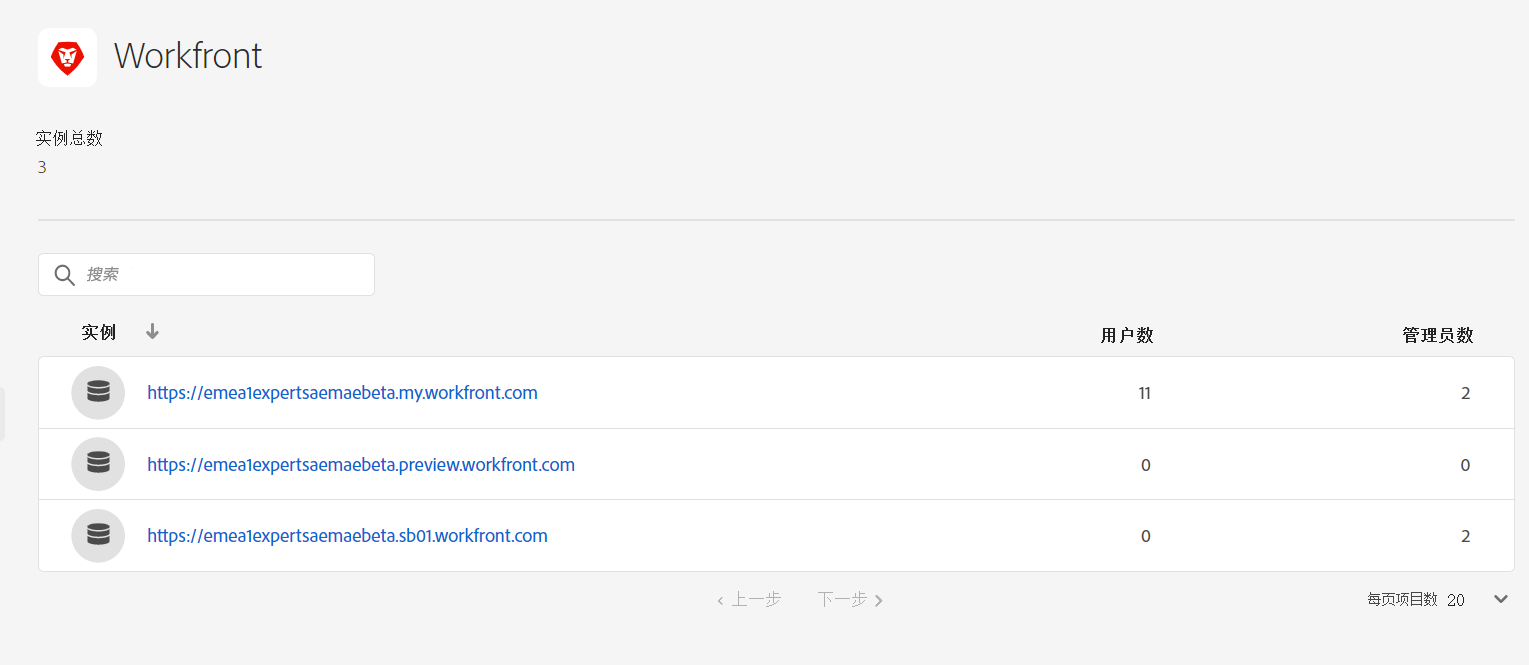 Workfront
实例总数
3
搜索
实例 用户数 管理员数
https://emea1expertsaemaebeta.my.workfront.com 11 2
https://emea1expertsaemaebeta.preview.workfront.com 0 0
https://emea1expertsaemaebeta.sb01.workfront.com 0 2
‹ 上一步 下一步 › 每页项目数 20